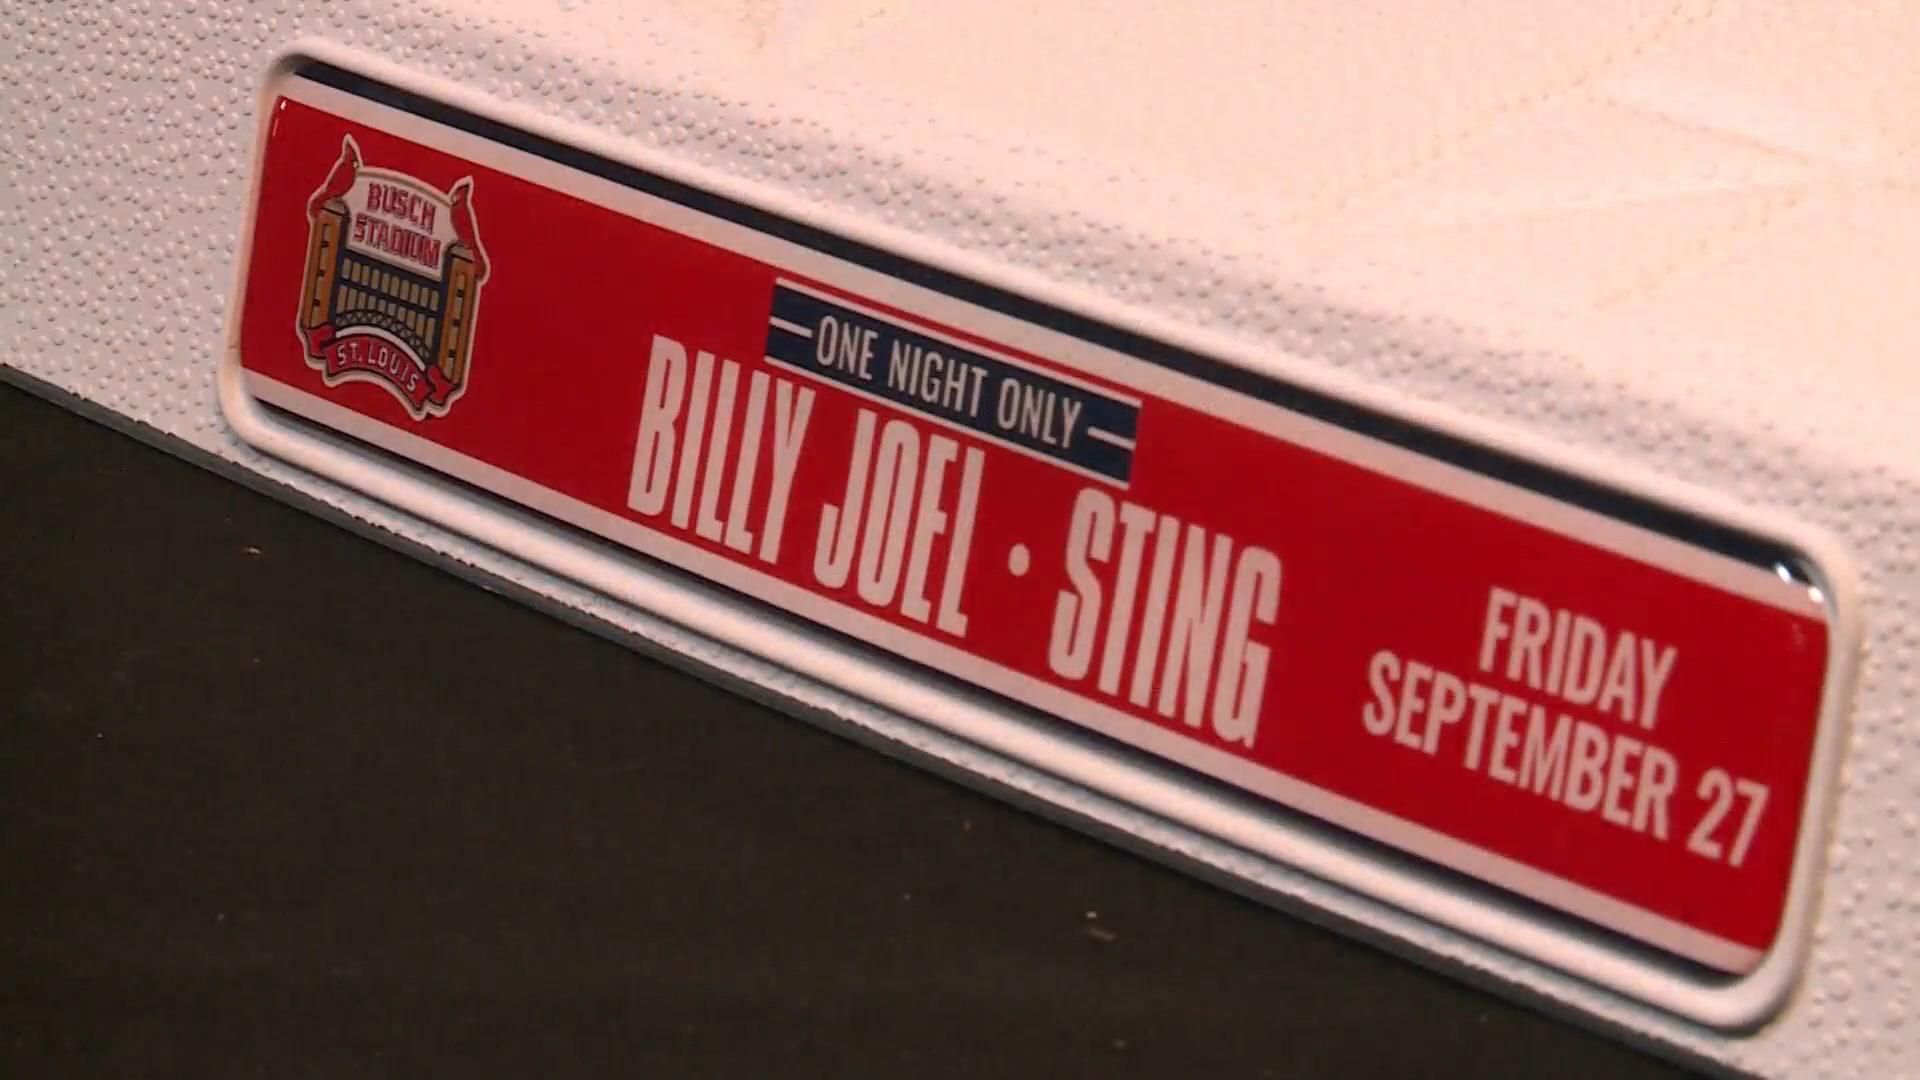 BUSCH
STADIUM
ST. LOUIS
ONE NIGHT ONLY
BILLY JOEL • STING
FRIDAY
SEPTEMBER 27